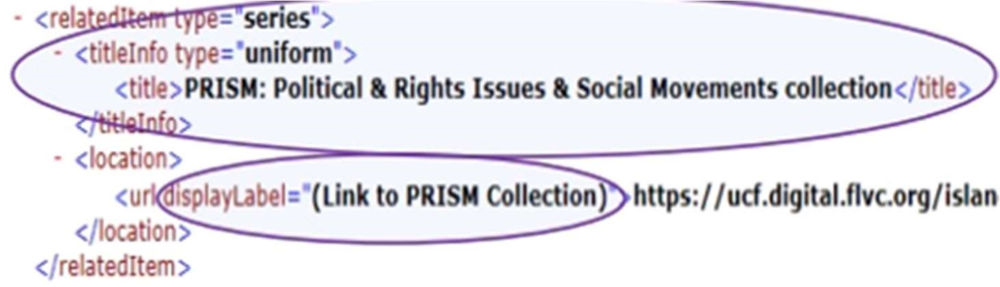 - <relatedItem type="series">
- <titleInfo type="uniform">
<title>PRISM: Political & Rights Issues & Social Movements collection</title>
</titleInfo>
- <location>
<url displayLabel="(Link to PRISM Collection)">https://ucf.digital.flvc.org/islan
</location>
</relatedItem>